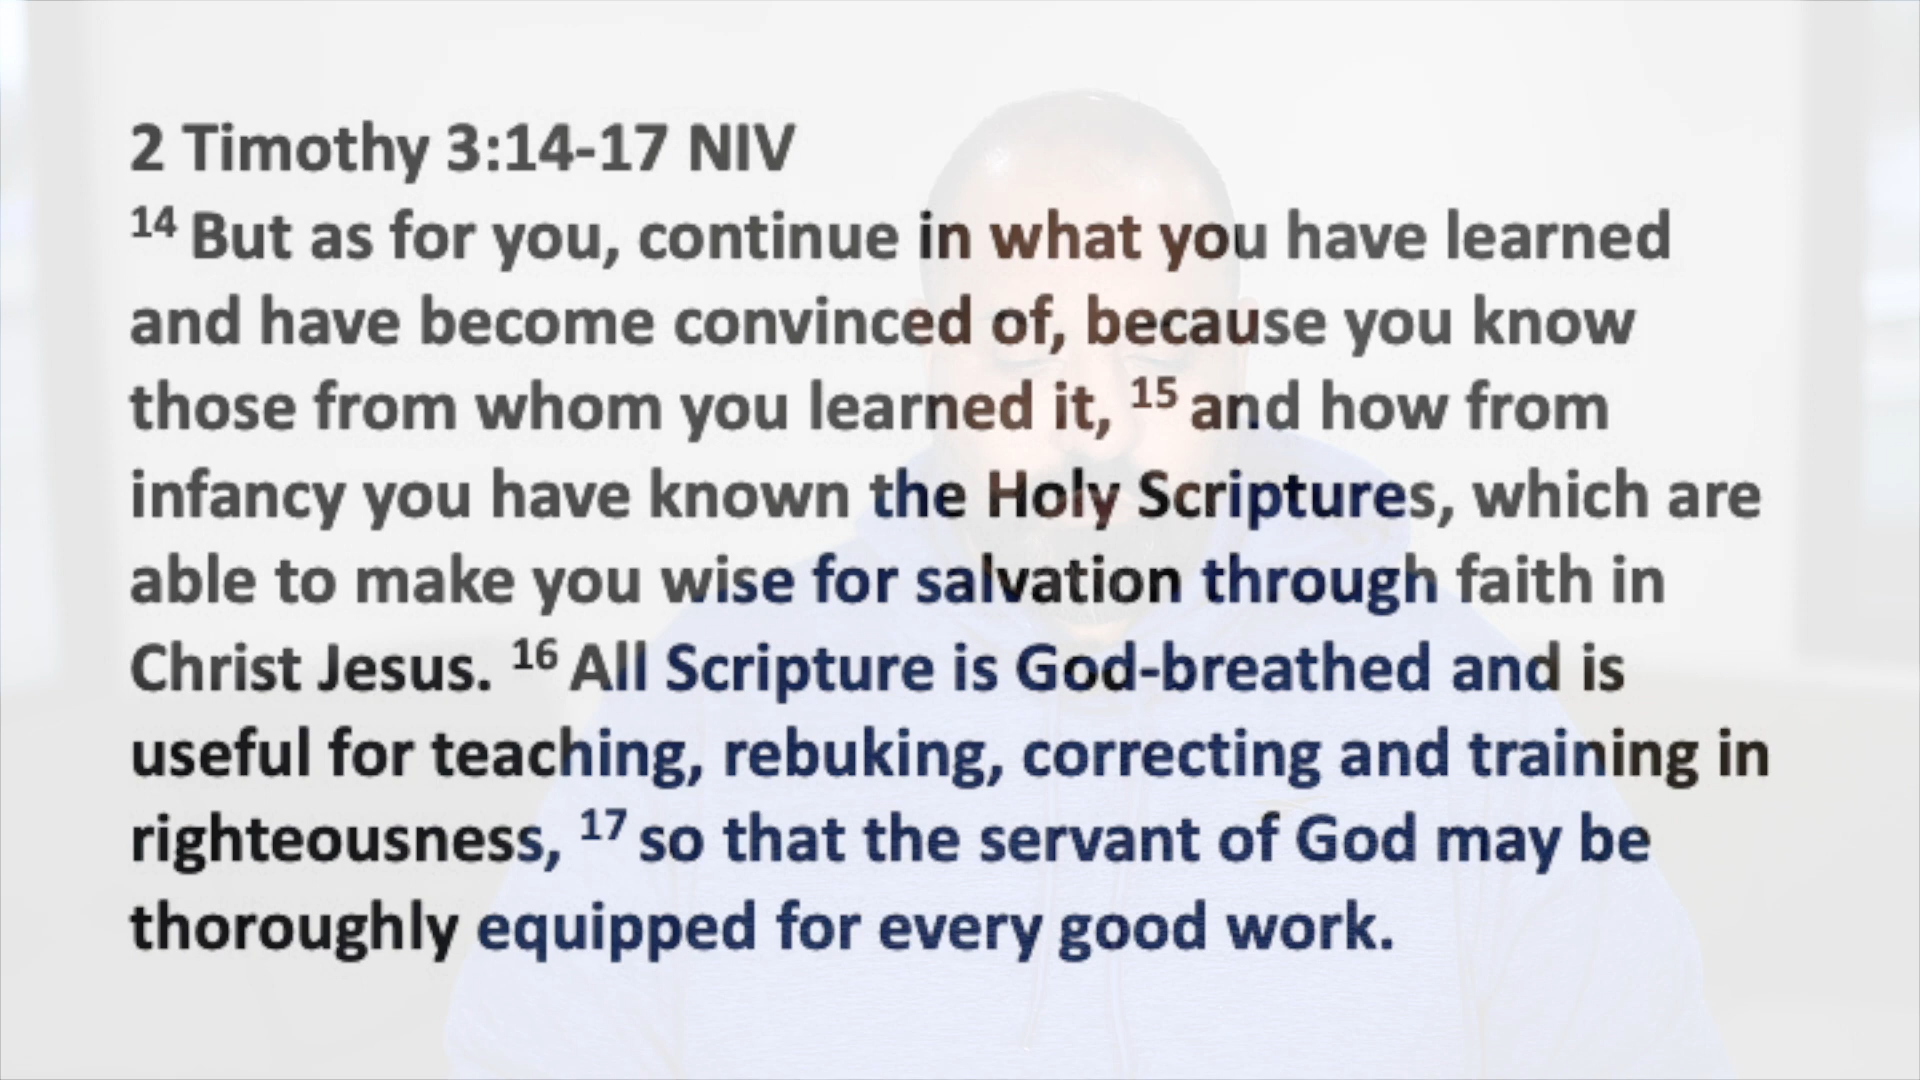 2 Timothy 3:14-17 NIV
14 But as for you, continue in what you have learned
and have become convinced of, because you know
those from whom you learned it, 15 and how from
infancy you have known the Holy Scriptures, which are
able to make you wise for salvation through faith in
Christ Jesus. 16 All Scripture is God-breathed and is
useful for teaching, rebuking, correcting and training in
righteousness, 17 so that the servant of God may be
thoroughly equipped for every good work.